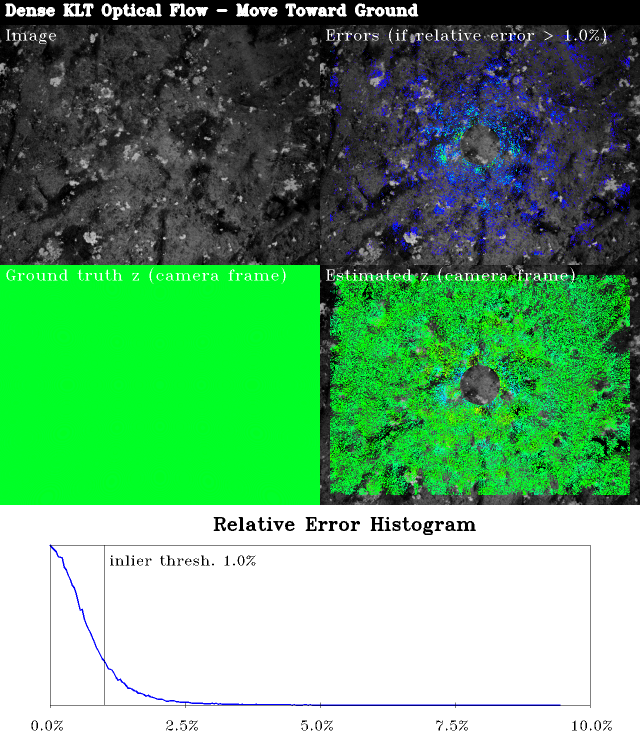 Dense KLT Optical Flow - Move Toward Ground
Image
Errors (if relative error > 1.0%)
Ground truth z (camera frame)
Estimated z (camera frame)
Relative Error Histogram
inlier thresh. 1.0%
0.0%
2.5%
5.0%
7.5%
10.0%